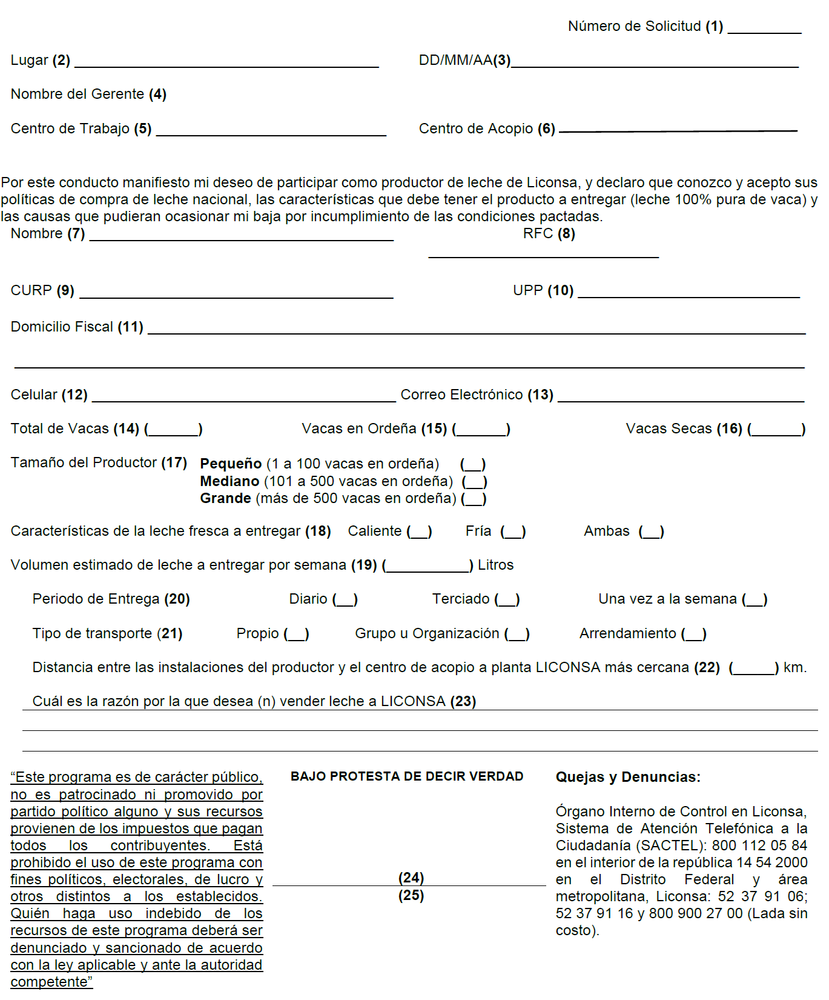 Número de Solicitud (1) _________
Lugar (2) _____________________________________ DD/MM/AA(3)___________________________________
Nombre del Gerente (4)
Centro de Trabajo (5) ____________________________ Centro de Acopio (6) _____________________________
Por este conducto manifiesto mi deseo de participar como productor de leche de Liconsa, y declaro que conozco y acepto sus
políticas de compra de leche nacional, las características que debe tener el producto a entregar (leche 100% pura de vaca) y
las causas que pudieran ocasionar mi baja por incumplimiento de las condiciones pactadas.
Nombre (7) _____________________________________ RFC (8)
____________________________
CURP (9) ______________________________________ UPP (10) ___________________________
Domicilio Fiscal (11) ________________________________________________________________________________
________________________________________________________________________________________________
Celular (12) _____________________________________ Correo Electrónico (13) ______________________________
Total de Vacas (14) (______) Vacas en Ordeña (15) (______) Vacas Secas (16) (______)
Tamaño del Productor (17) Pequeño (1 a 100 vacas en ordeña) (__)
Mediano (101 a 500 vacas en ordeña) (__)
Grande (más de 500 vacas en ordeña) (__)
Características de la leche fresca a entregar (18) Caliente (__) Fría (__) Ambas (__)
Volumen estimado de leche a entregar por semana (19) (__________) Litros
Periodo de Entrega (20) Diario (__) Terciado (__) Una vez a la semana (__)
Tipo de transporte (21) Propio (__) Grupo u Organización (__) Arrendamiento (__)
Distancia entre las instalaciones del productor y el centro de acopio a planta LICONSA más cercana (22) (_____) km.
Cuál es la razón por la que desea (n) vender leche a LICONSA (23)
“Este programa es de carácter público,
no es patrocinado ni promovido por
partido político alguno y sus recursos
provienen de los impuestos que pagan
todos los contribuyentes. Está
prohibido el uso de este programa con
fines políticos, electorales, de lucro y
otros distintos a los establecidos.
Quién haga uso indebido de los
recursos de este programa deberá ser
denunciado y sancionado de acuerdo
con la ley aplicable y ante la autoridad
competente”
BAJO PROTESTA DE DECIR VERDAD
(24)
(25)
Quejas y Denuncias:
Órgano Interno de Control en Liconsa,
Sistema de Atención Telefónica a la
Ciudadanía (SACTEL): 800 112 05 84
en el interior de la república 14 54 2000
en el Distrito Federal y área
metropolitana, Liconsa: 52 37 91 06;
52 37 91 16 y 800 900 27 00 (Lada sin
costo).